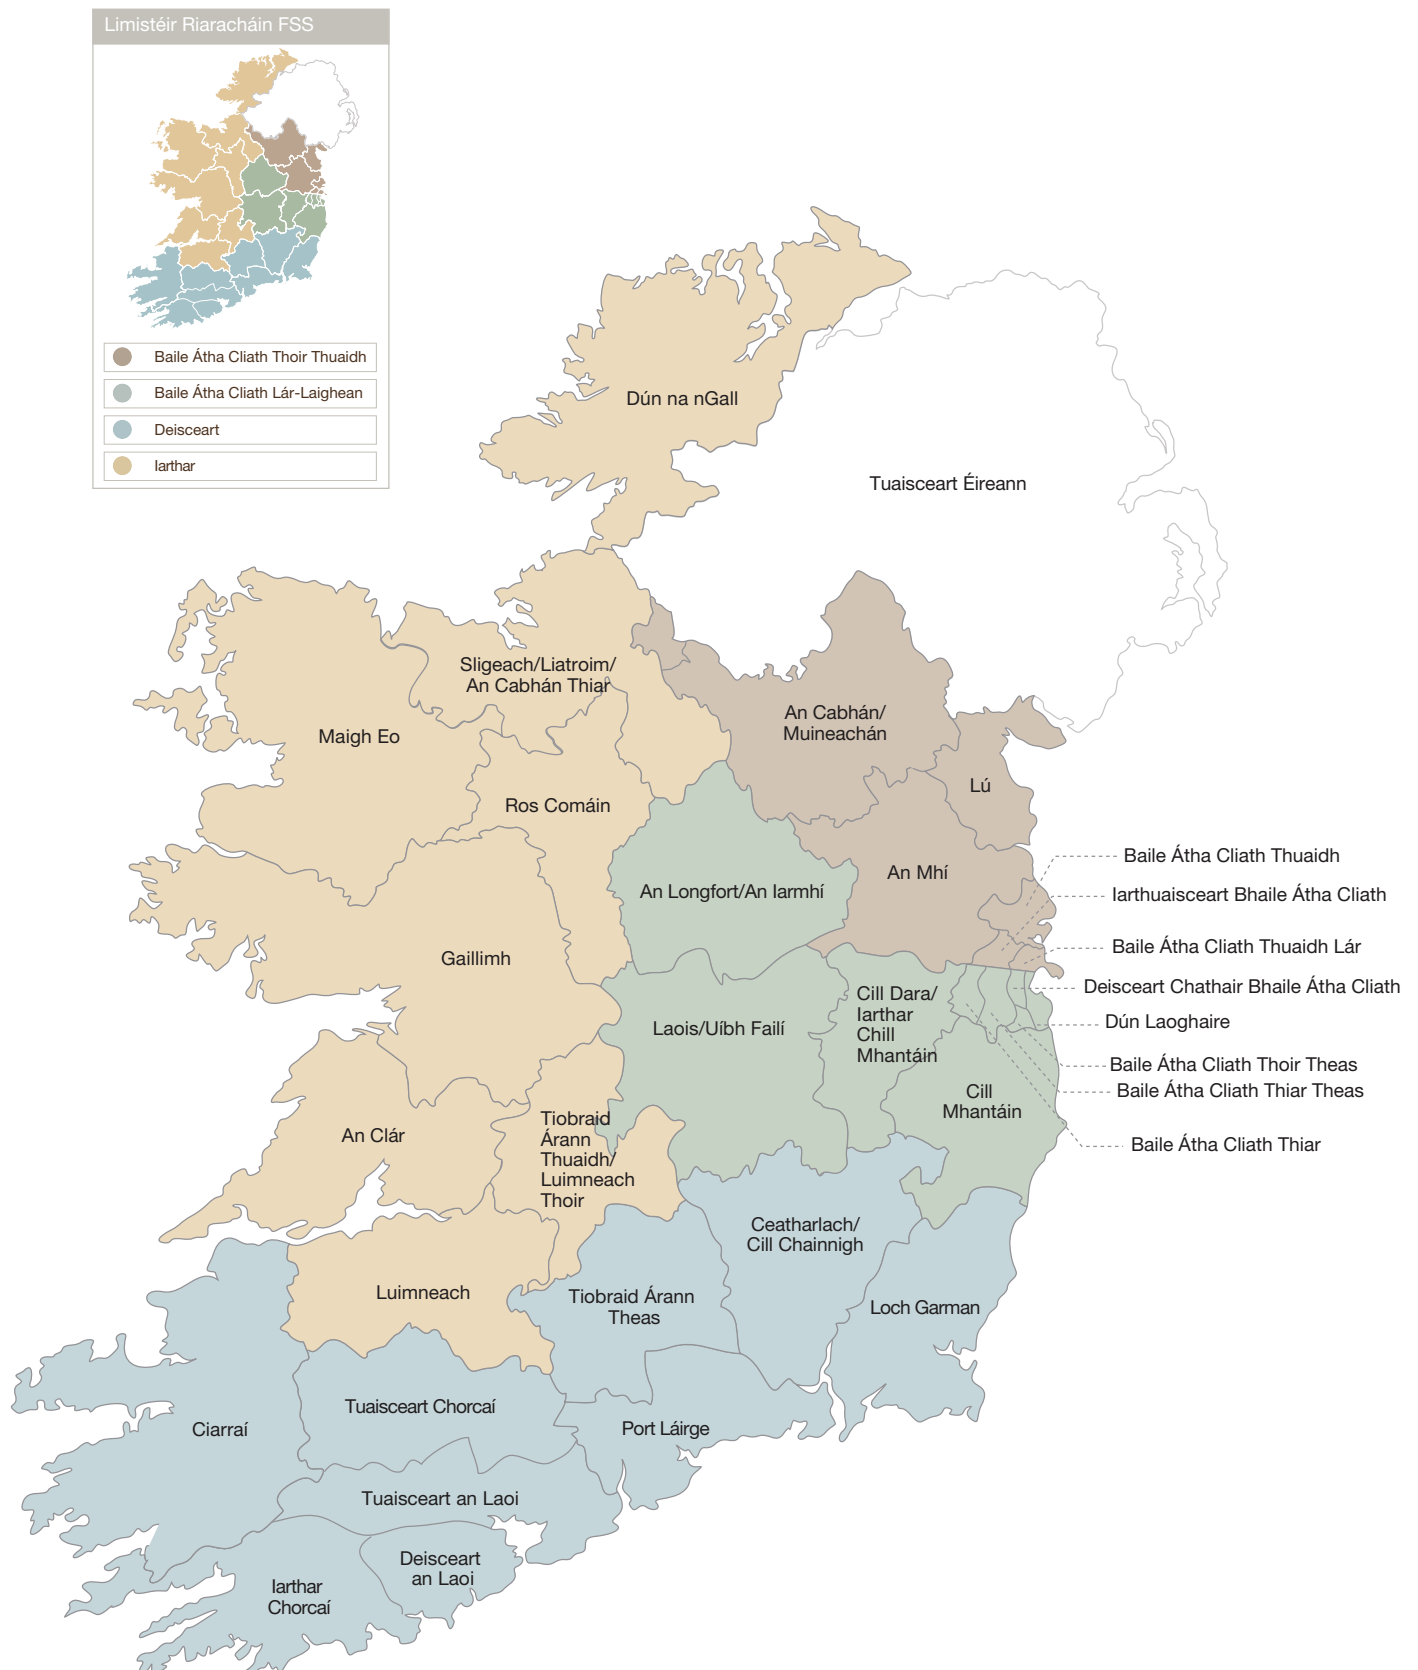 Limistéir Riaracháin FSS
Baile Átha Cliath Thoir Thuaidh
Baile Átha Cliath Lár-Laighean
Deisceart
Iarthar
Dún na nGall
Tuaisceart Éireann
Sligeach/Liatroim/
An Cabhán Thiar
An Cabhán/
Muineachán
Maigh Eo
Lú
Ros Comáin
Baile Átha Cliath Thuaidh
An Mhí
An Longfort/An Iarmhí
Iarthuaisceart Bhaile Átha Cliath
Baile Átha Cliath Thuaidh Lár
Gaillimh
Deisceart Chathair Bhaile Átha Cliath
Cill Dara/
Iarthar
Chill
Mhantáin
Laois/Uíbh Failí
Dún Laoghaire
Baile Átha Cliath Thoir Theas
Baile Átha Cliath Thiar Theas
Cill
Mhantáin
Tiobraid
Árann
Thuaidh/
Luimneach
Thoir
An Clár
Baile Átha Cliath Thiar
Ceatharlach/
Cill Chainnigh
Luimneach
Tiobraid Árann
Theas
Loch Garman
Tuaisceart Chorcaí
Ciarraí
Port Láirge
Tuaisceart an Laoi
Deisceart
an Laoi
Iarthar
Chorcaí